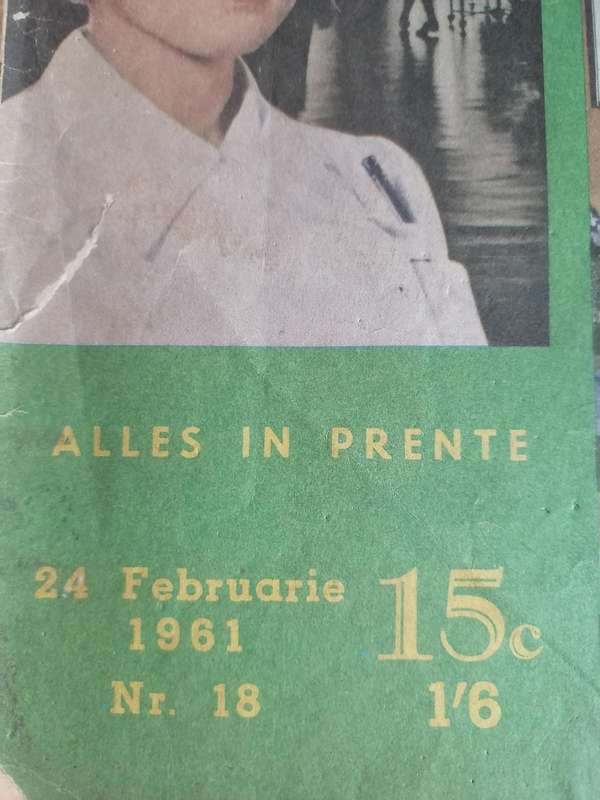 ALLES IN PRENTE
24 Februarie
1961
Nr. 18
15c
1'6